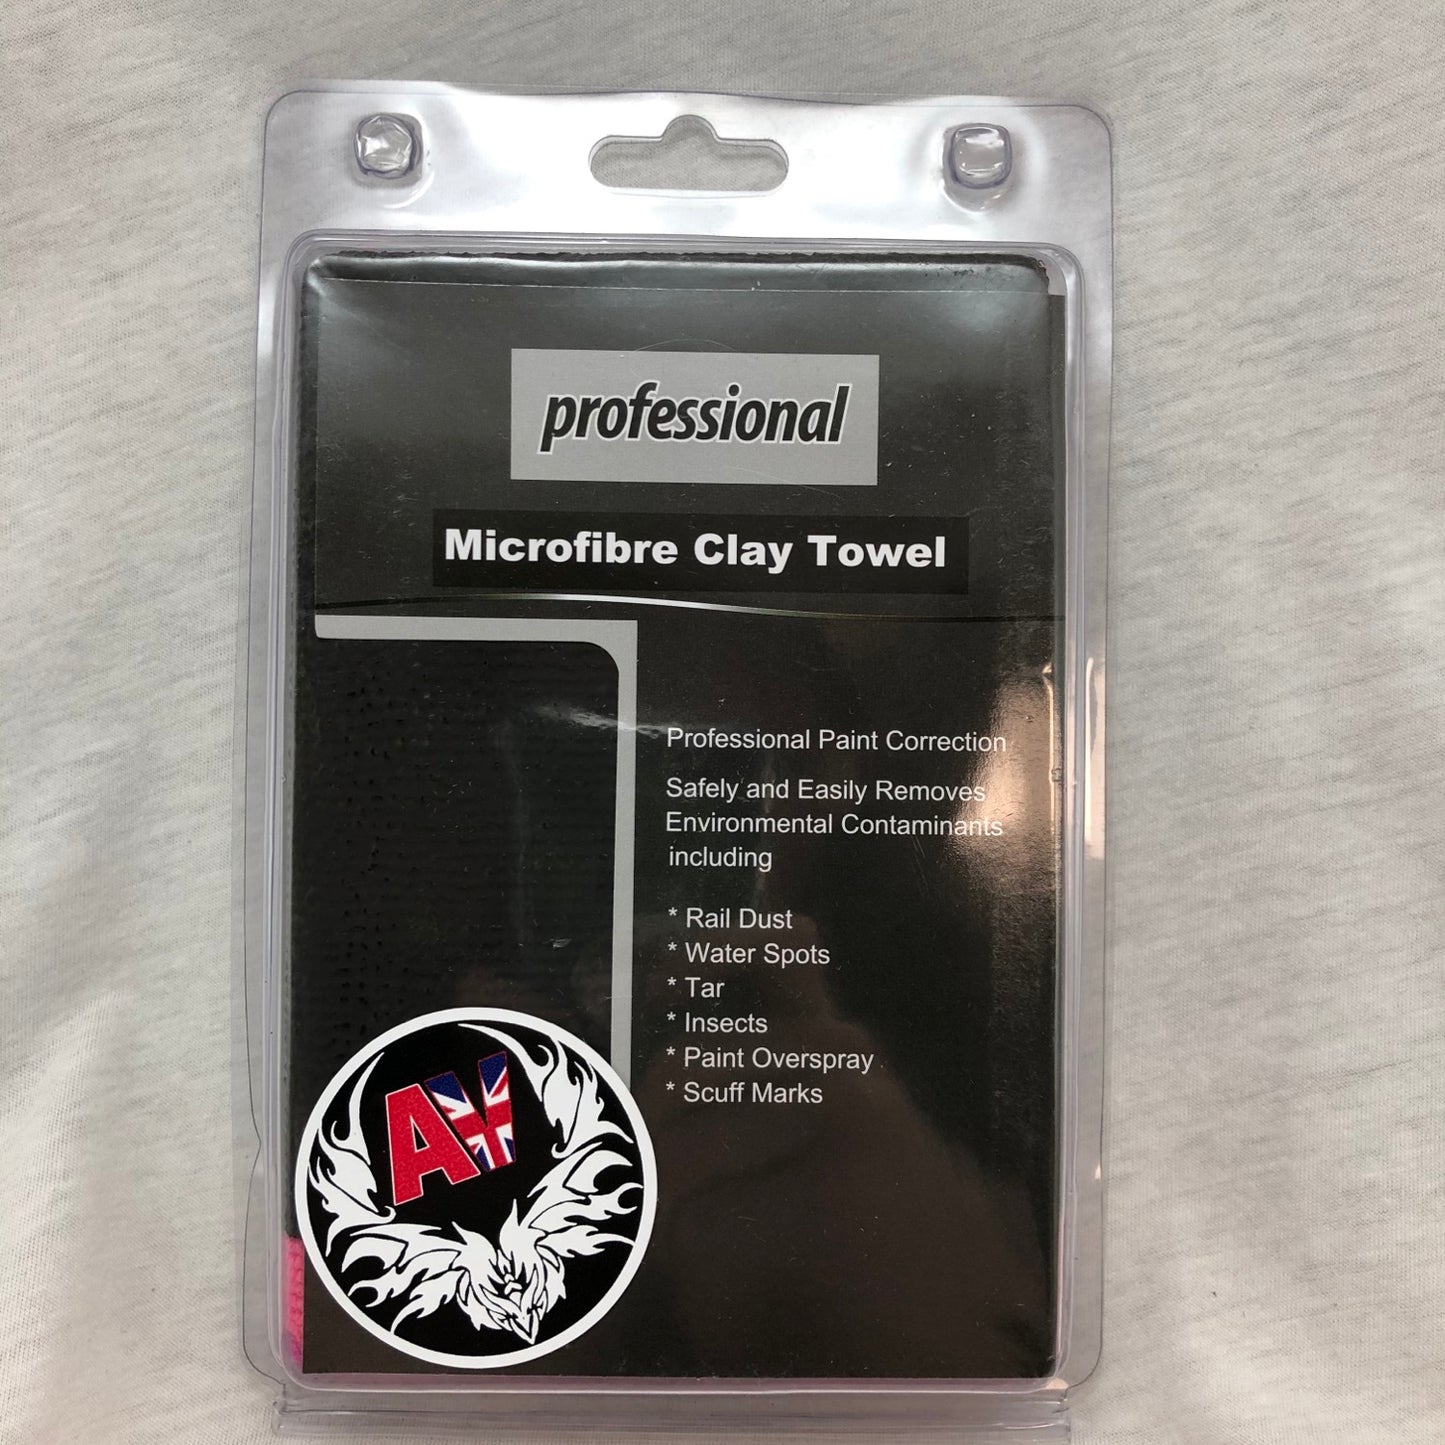 professional
Microfibre Clay Towel
Professional Paint Correction
Safely and Easily Removes
Environmental Contaminants
including
* Rail Dust
* Water Spots
* Tar
* Insects
* Paint Overspray
* Scuff Marks
AV